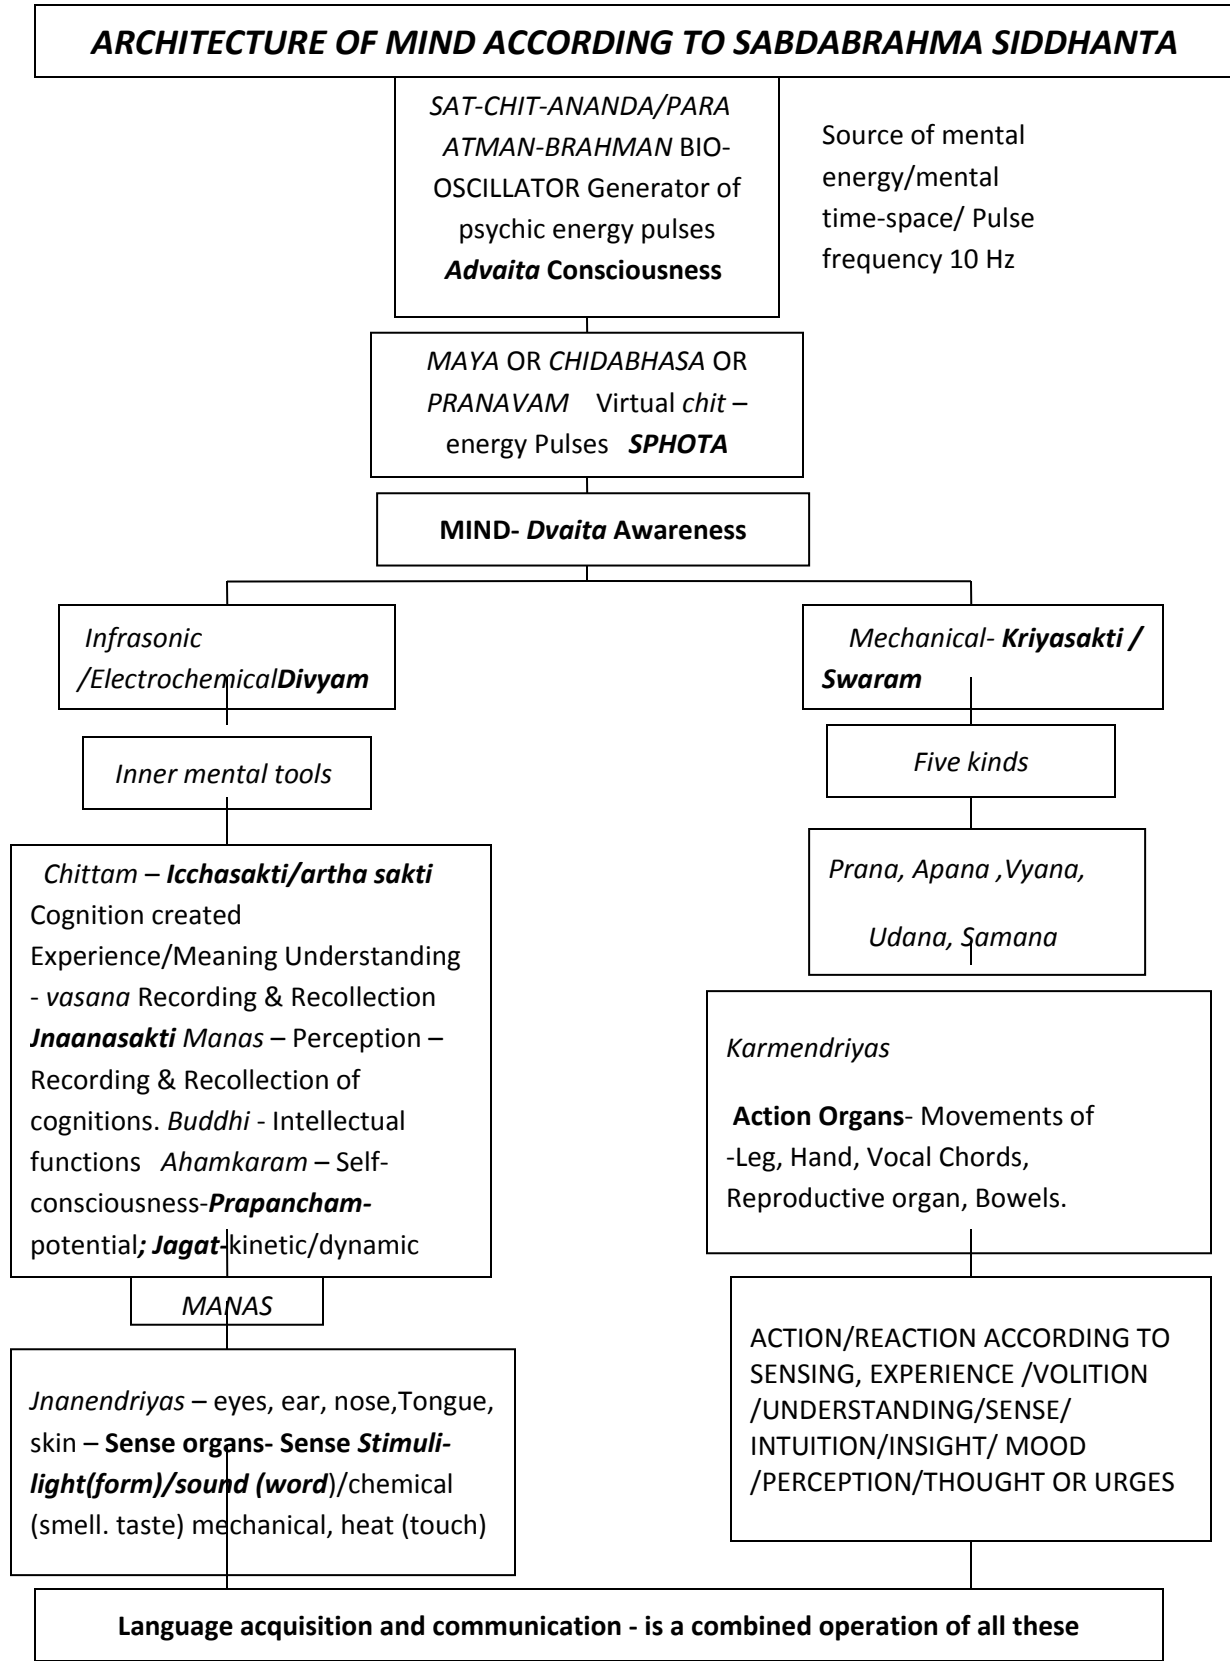 ARCHITECTURE OF MIND ACCORDING TO SABDABRAHMA SIDDHANTA
SAT-CHIT-ANANDA/PARA
ATMAN-BRAHMAN BIO-
OSCILLATOR Generator of
psychic energy pulses
Advaita Consciousness
Source of mental
energy/mental
time-space/ Pulse
frequency 10 Hz
MAYA OR CHIDABHASA OR
PRANAVAM Virtual chit –
energy Pulses SPHOTA
MIND- Dvaita Awareness
Infrasonic
/ElectrochemicalDivyam
Mechanical- Kriyasakti /
Swaram
Inner mental tools
Five kinds
Chittam – Icchasakti/artha sakti
Cognition created
Experience/Meaning Understanding
- vasana Recording & Recollection
Jnaanasakti Manas – Perception –
Recording & Recollection of
cognitions. Buddhi - Intellectual
functions Ahamkaram – Self-
consciousness-Prapancham-
potential; Jagat-kinetic/dynamic
Prana, Apana ,Vyana,
Udana, Samana
Karmendriyas
Action Organs- Movements of
-Leg, Hand, Vocal Chords,
Reproductive organ, Bowels.
MANAS
Jnanendriyas – eyes, ear, nose,Tongue,
skin – Sense organs- Sense Stimuli-
light(form)/sound (word)/chemical
(smell. taste) mechanical, heat (touch)
ACTION/REACTION ACCORDING TO
SENSING, EXPERIENCE /VOLITION
/UNDERSTANDING/SENSE/
INTUITION/INSIGHT/ MOOD
/PERCEPTION/THOUGHT OR URGES
Language acquisition and communication - is a combined operation of all these